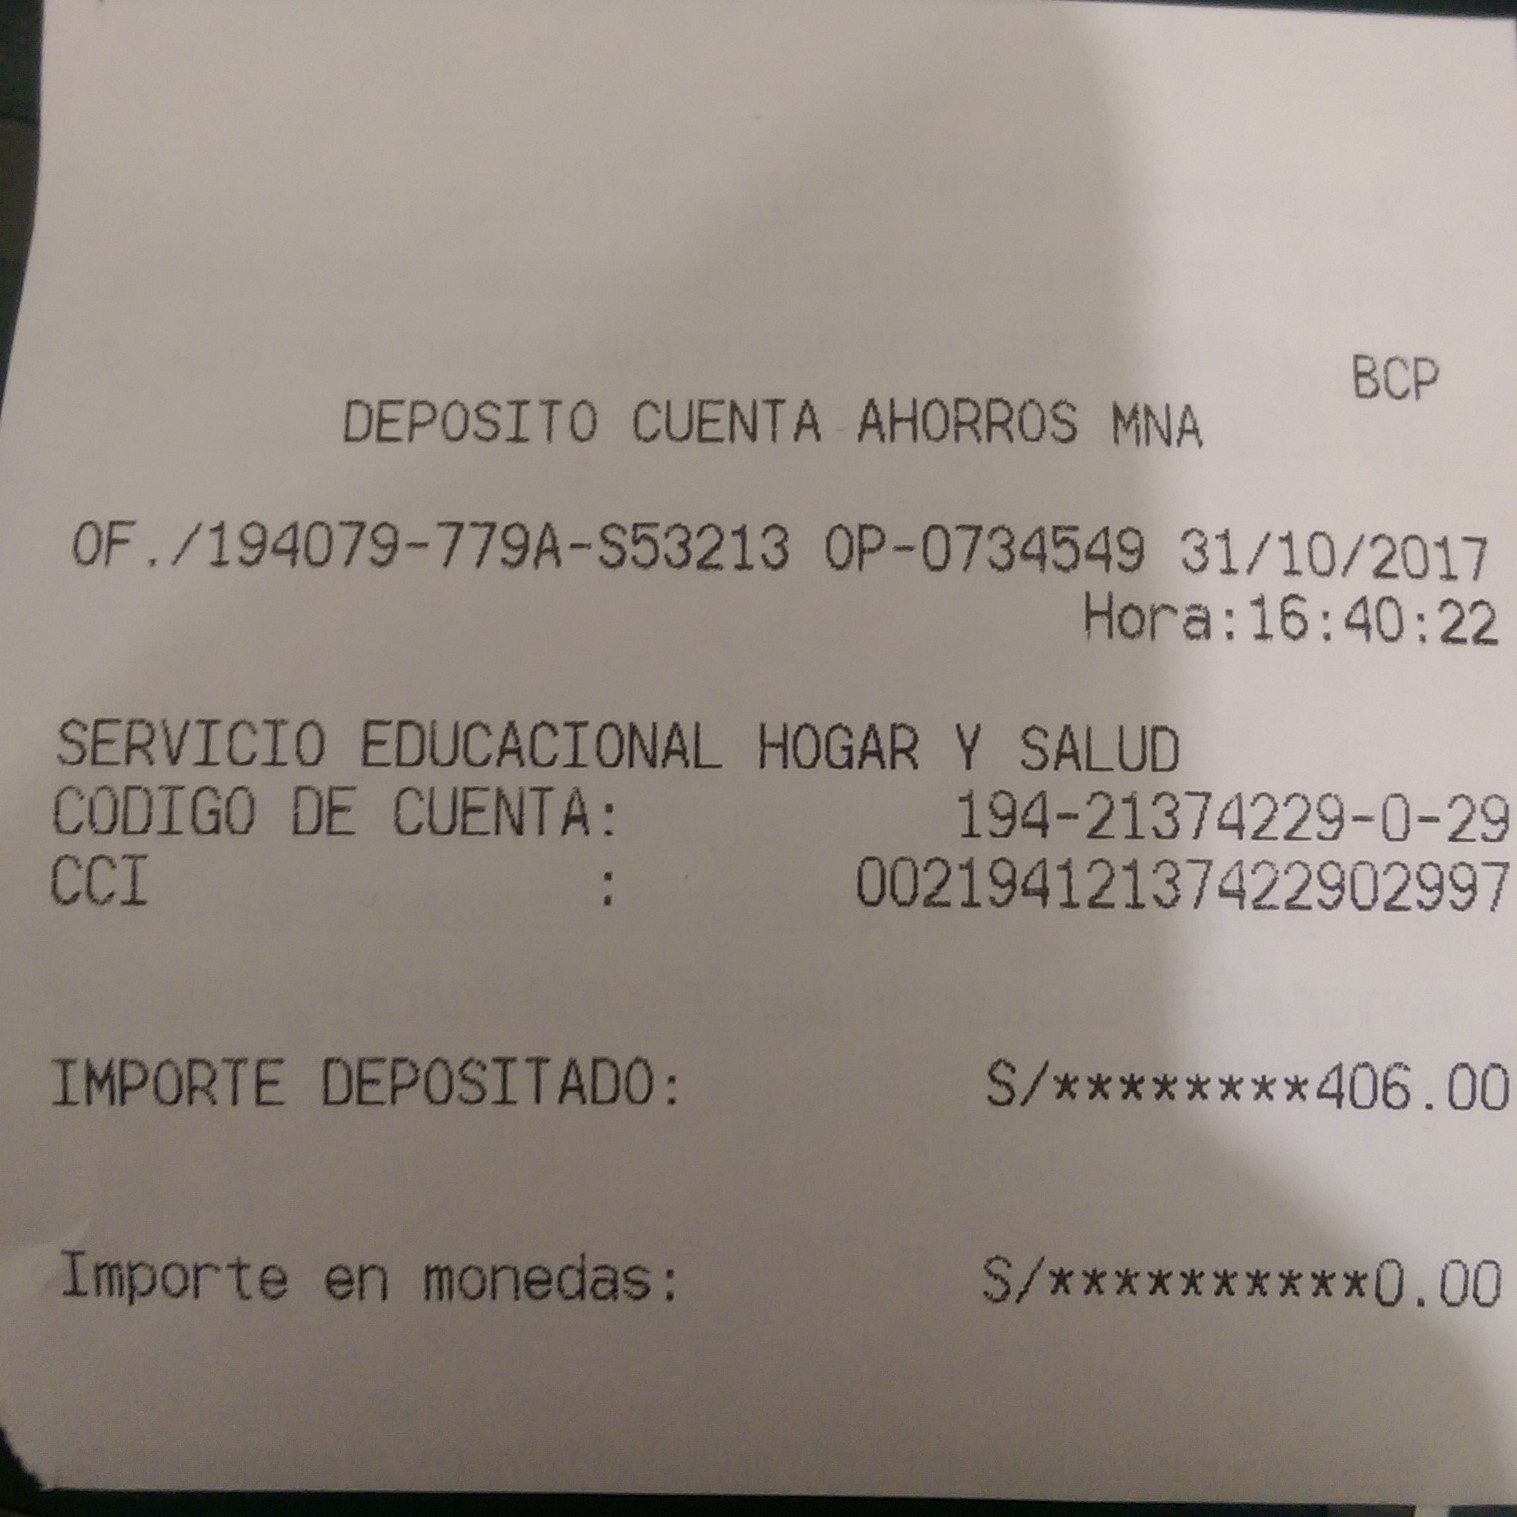 BCP
DEPOSITO CUENTA AHORROS MNA
OF./194079-779A-S53213 OP-0734549 31/10/2017
Hora:16:40:22
SERVICIO EDUCACIONAL HOGAR Y SALUD
CODIGO DE CUENTA: 194-21374229-0-29
CCI : 00219412137422902997
IMPORTE DEPOSITADO: S/********406.00
Importe en monedas: S/**********0.00